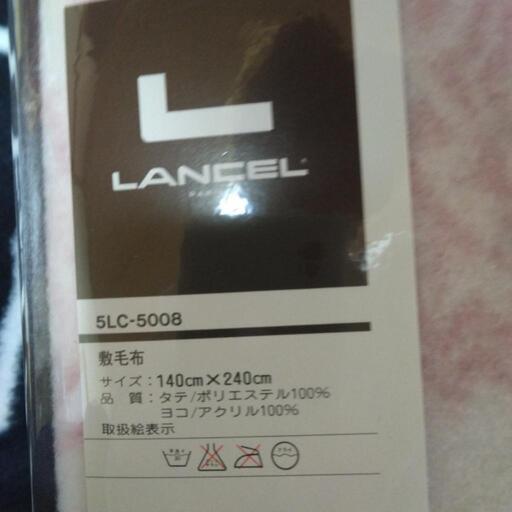 LANCEL
5LC-5008
敷毛布
サイズ：140cm×240cm
品　質：タテ/ポリエステル100%
ヨコ/アクリル100%
取扱絵表示